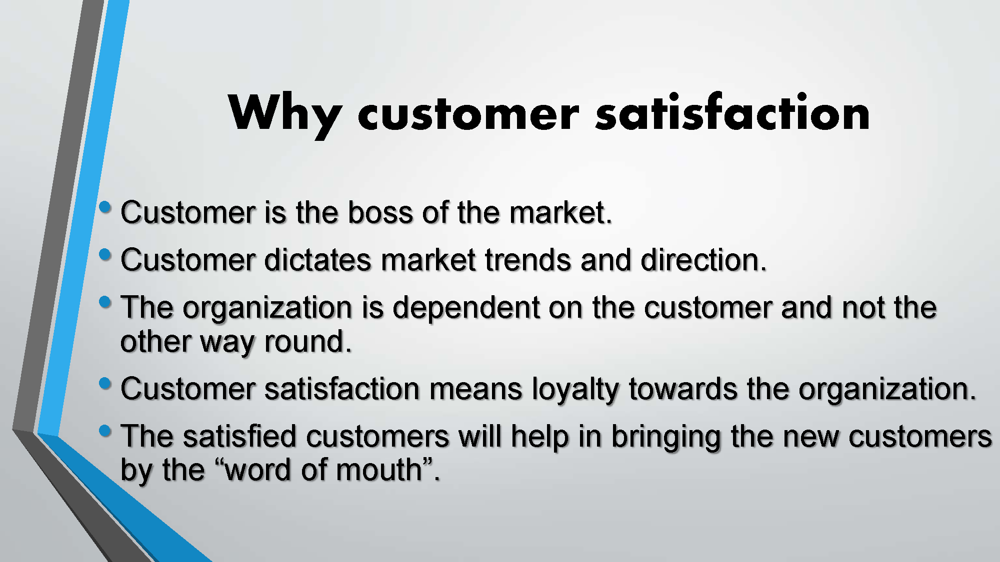 Why customer satisfaction
• Customer is the boss of the market.
• Customer dictates market trends and direction.
• The organization is dependent on the customer and not the
other way round.
• Customer satisfaction means loyalty towards the organization.
• The satisfied customers will help in bringing the new customers
by the “word of mouth”.